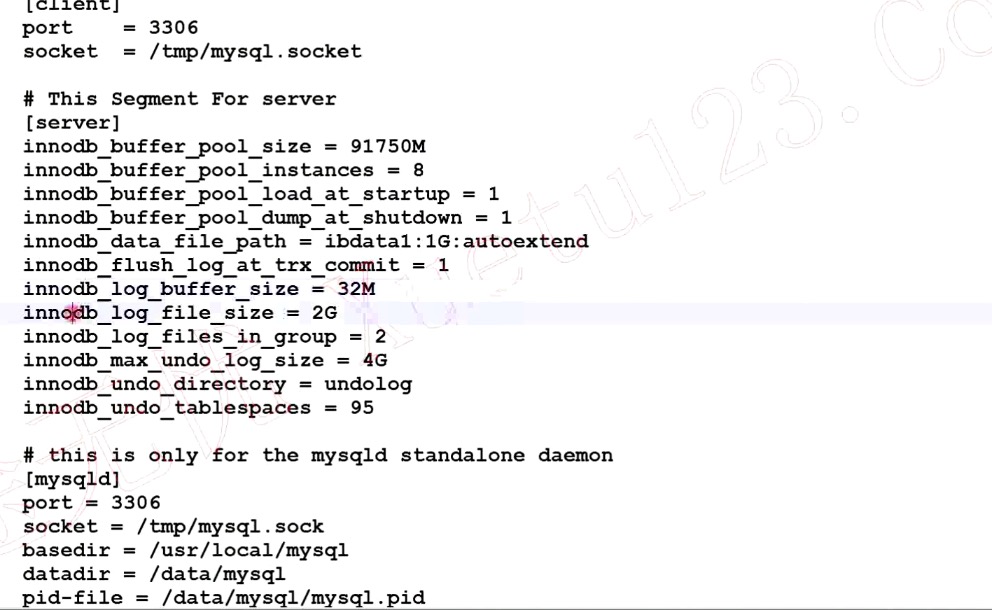 [client]
port    = 3306
socket  = /tmp/mysql.socket

# This Segment For server
[server]
innodb_buffer_pool_size = 91750M
innodb_buffer_pool_instances = 8
innodb_buffer_pool_load_at_startup = 1
innodb_buffer_pool_dump_at_shutdown = 1
innodb_data_file_path = ibdata1:1G:autoextend
innodb_flush_log_at_trx_commit = 1
innodb_log_buffer_size = 32M
innodb_log_file_size = 2G
innodb_log_files_in_group = 2
innodb_max_undo_log_size = 4G
innodb_undo_directory = undolog
innodb_undo_tablespaces = 95

# this is only for the mysqld standalone daemon
[mysqld]
port = 3306
socket = /tmp/mysql.sock
basedir = /usr/local/mysql
datadir = /data/mysql
pid-file = /data/mysql/mysql.pid